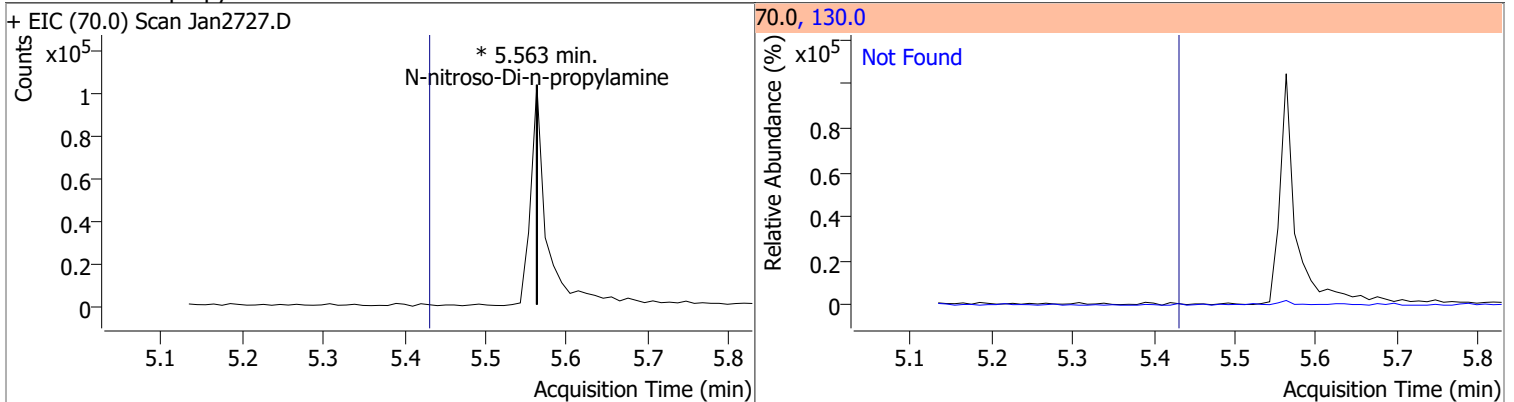 + EIC (70.0) Scan Jan2727.D
Counts
x10^5
* 5.563 min.
N-nitroso-Di-n-propylamine
1
0.8
0.6
0.4
0.2
0
5.1 5.2 5.3 5.4 5.5 5.6 5.7 5.8
Acquisition Time (min)
70.0, 130.0
Relative Abundance (%)
x10^5
Not Found
0.8
0.6
0.4
0.2
0
5.1 5.2 5.3 5.4 5.5 5.6 5.7 5.8
Acquisition Time (min)